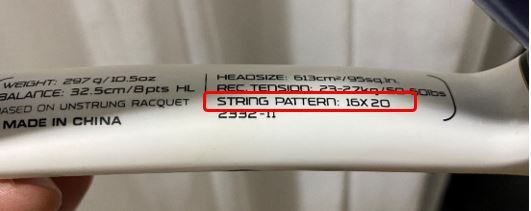 WEIGHT: 297g/10.5oz
BALANCE: 32.5cm/8pts HL
BASED ON UNSTRUNG RACQUET
MADE IN CHINA
HEADSIZE: 613cm²/95sq.in.
REC. TENSION: 23-27kg/50-60lbs
STRING PATTERN: 16X20
2332-11